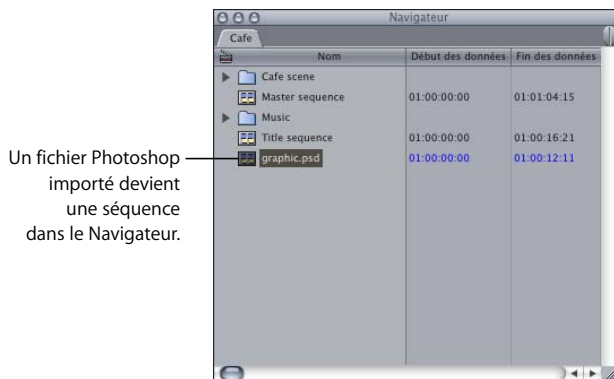 Navigateur
Cafe
Nom Début des données Fin des données
Cafe scene
Master sequence 01:00:00:00 01:01:04:15
Music
Title sequence 01:00:00:00 01:00:16:21
graphic.psd 01:00:00:00 01:00:12:11
Un fichier Photoshop
importé devient
une séquence
dans le Navigateur.